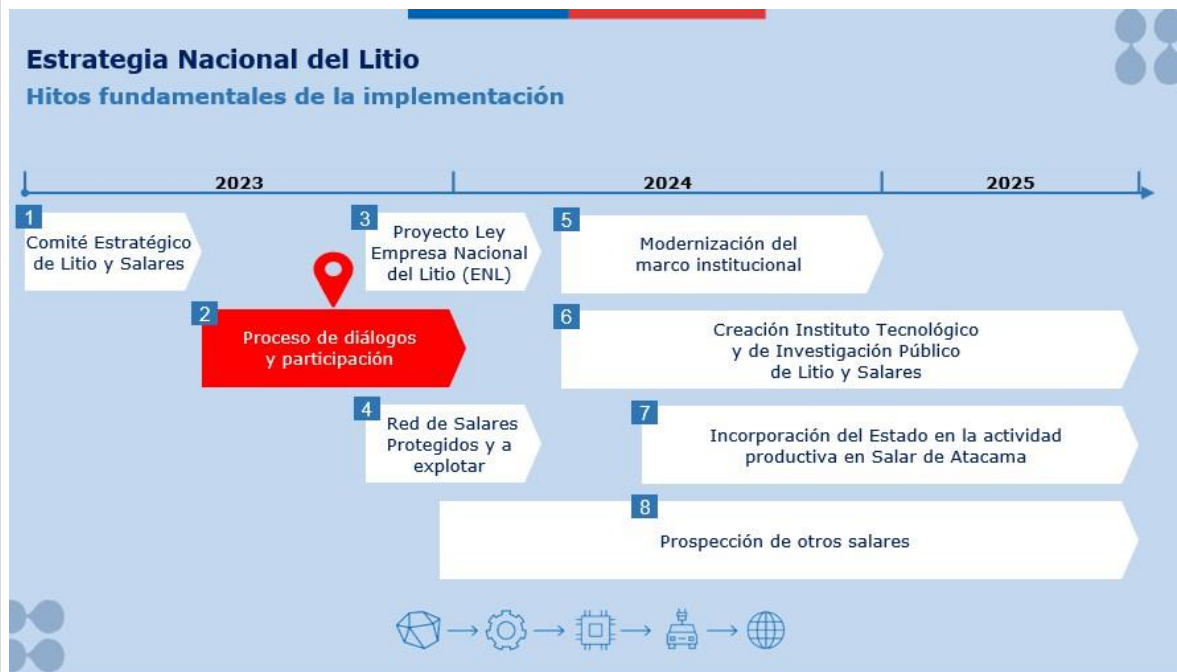 Estrategia Nacional del Litio
Hitos fundamentales de la implementación
2023
2024
2025
1
Comité Estratégico
de Litio y Salares
2
Proceso de diálogos
y participación
3
Proyecto Ley
Empresa Nacional
del Litio (ENL)
4
Red de Salares
Protegidos y a
explotar
5
Modernización del
marco institucional
6
Creación Instituto Tecnológico
y de Investigación Público
de Litio y Salares
7
Incorporación del Estado en la actividad
productiva en Salar de Atacama
8
Prospección de otros salares